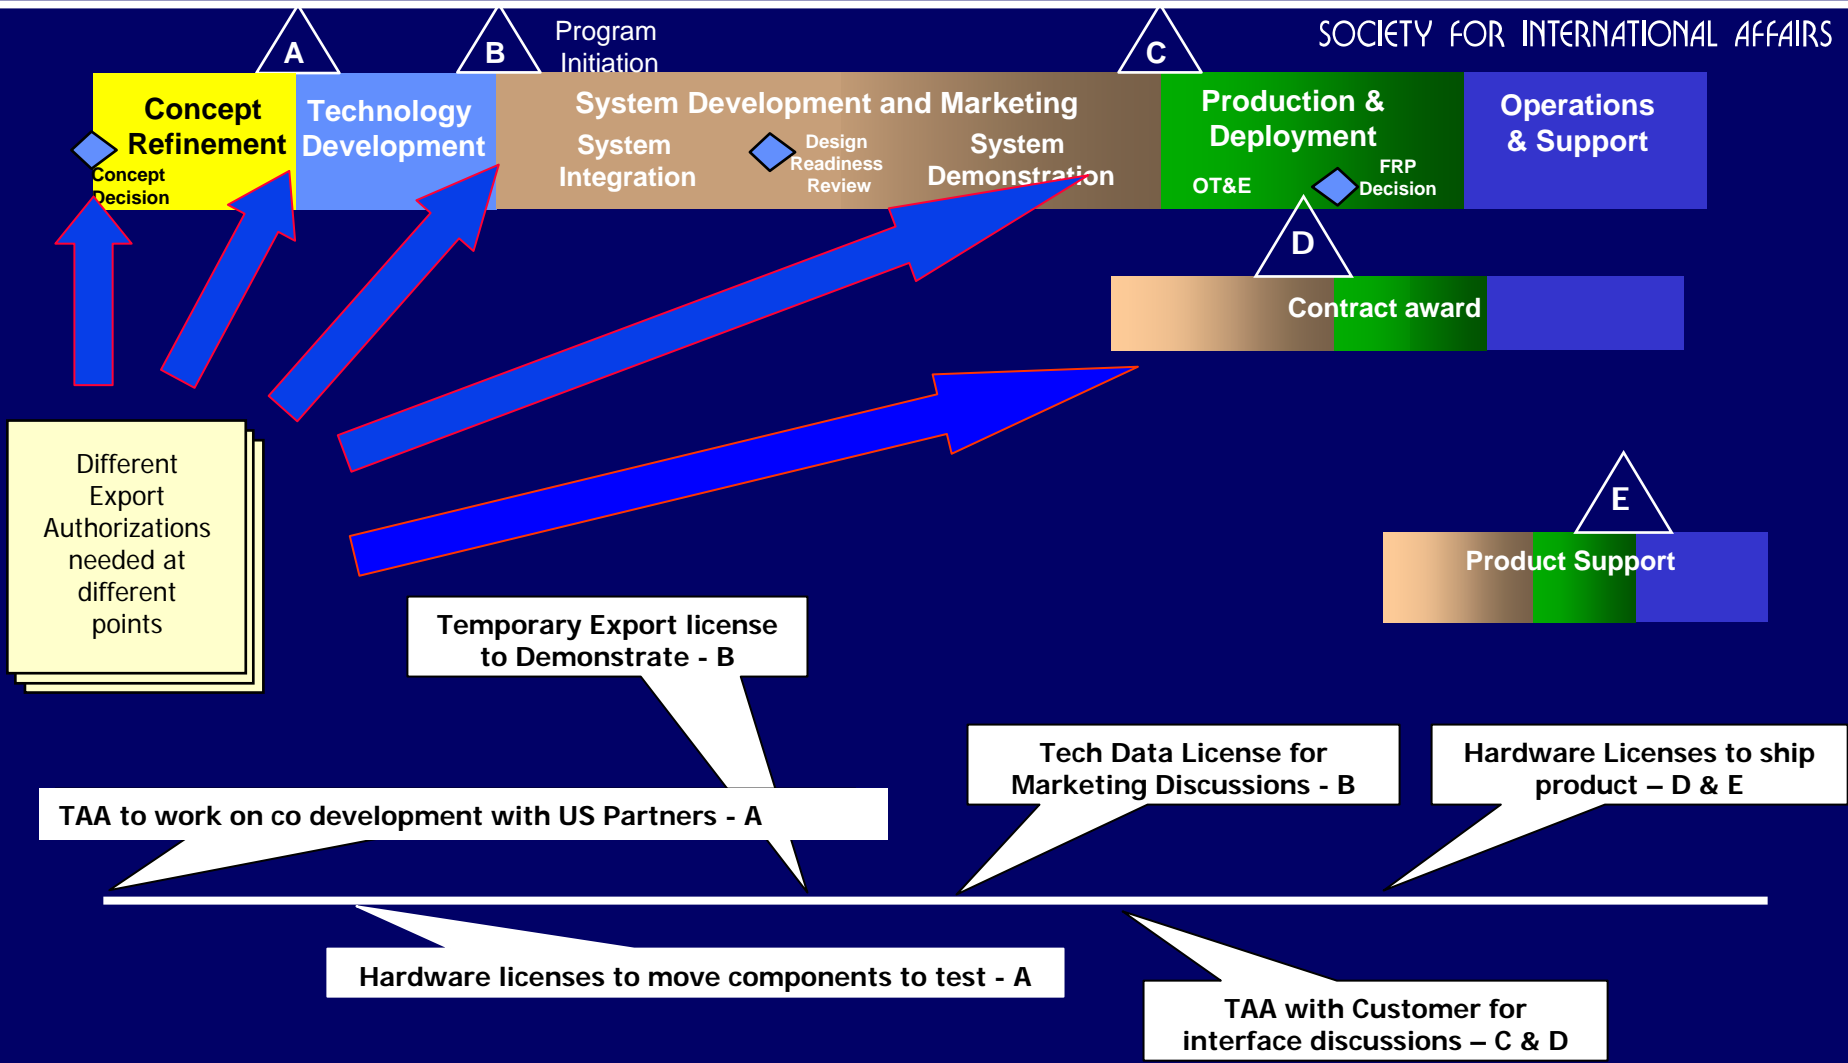 SOCIETY FOR INTERNATIONAL AFFAIRS
A
B
Program
Initiation
C
Concept
Refinement
Concept
Decision
Technology
Development
System Development and Marketing
System
Integration
Design
Readiness
Review
System
Demonstration
Production &
Deployment
OT&E
FRP
Decision
Operations
& Support
D
Contract award
E
Product Support
Different
Export
Authorizations
needed at
different
points
Temporary Export license
to Demonstrate - B
Tech Data License for
Marketing Discussions - B
Hardware Licenses to ship
product – D & E
TAA to work on co development with US Partners - A
Hardware licenses to move components to test - A
TAA with Customer for
interface discussions – C & D